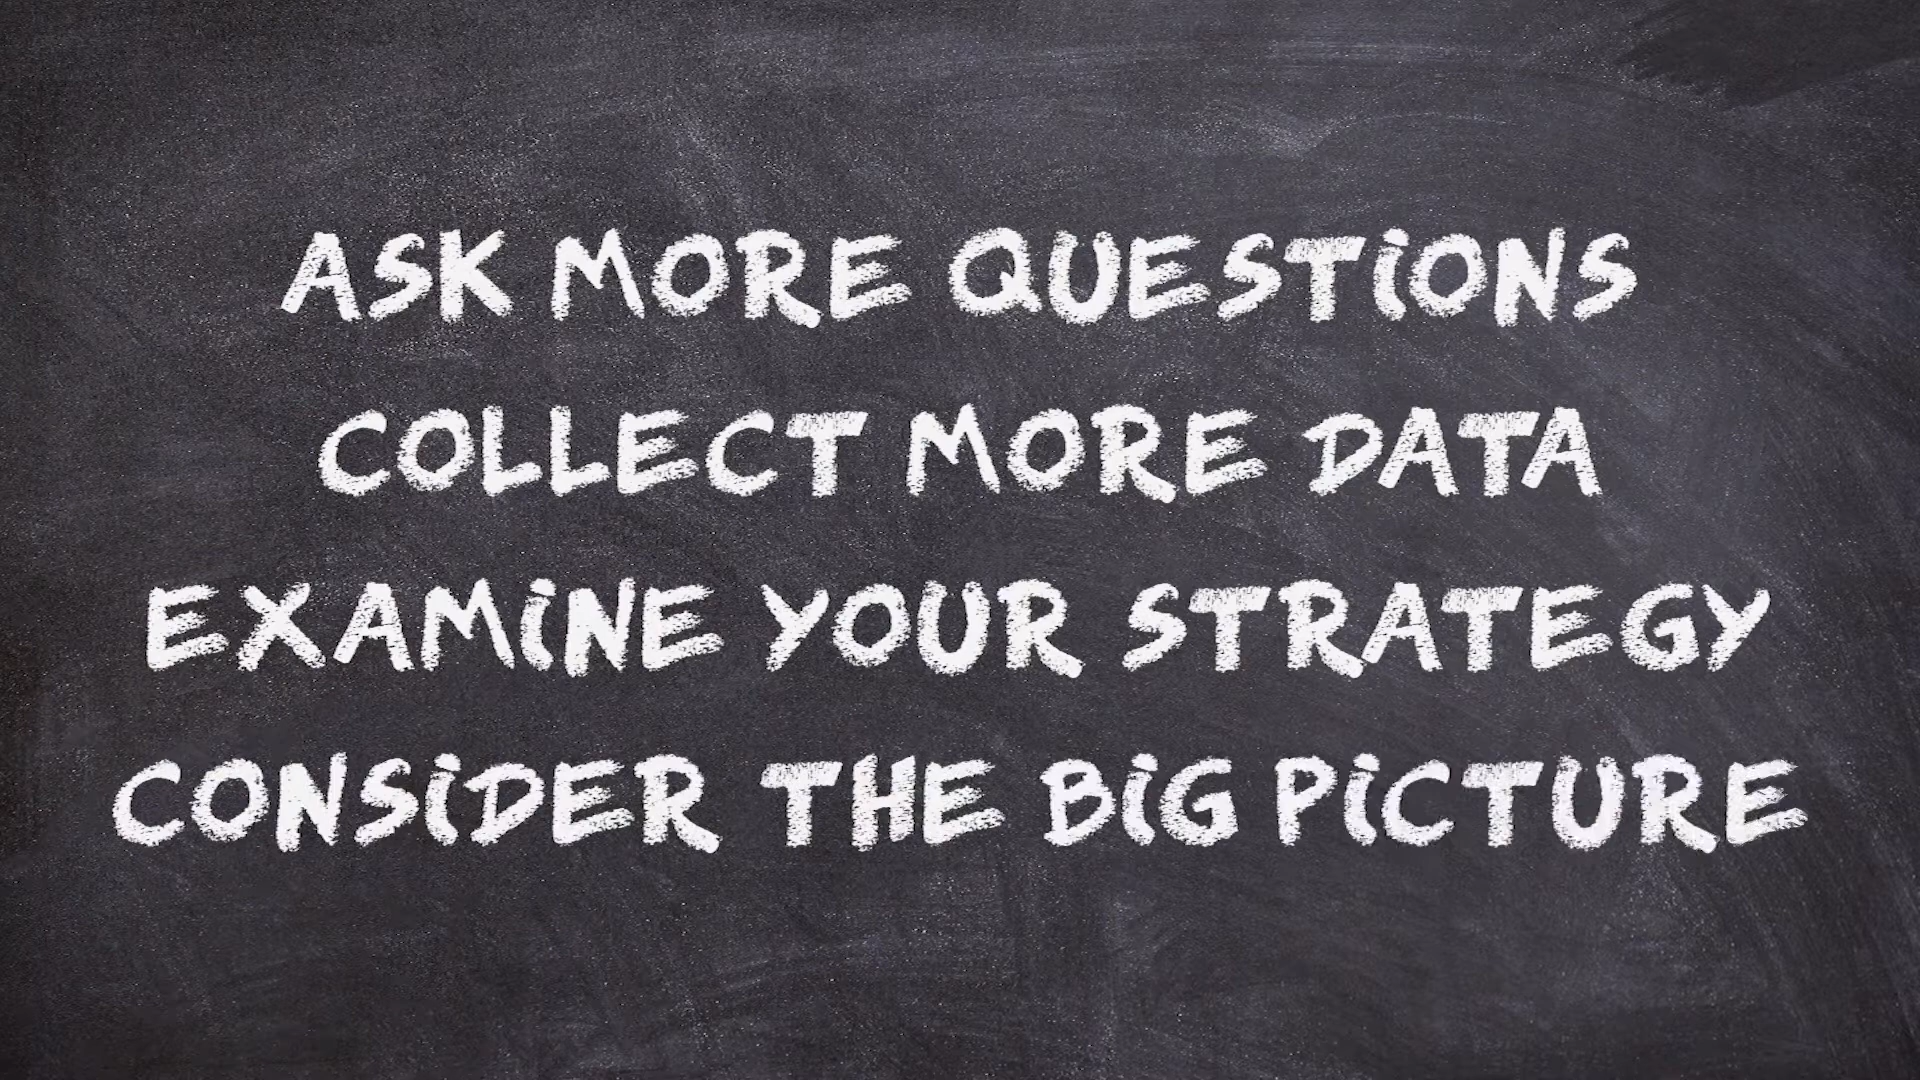 ASK MORE QUESTIONS
COLLECT MORE DATA
EXAMINE YOUR STRATEGY
CONSIDER THE BIG PICTURE